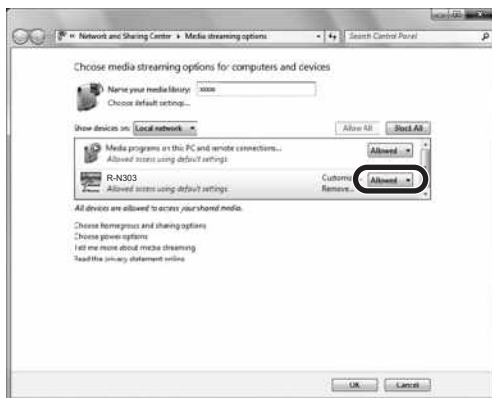 « Network and Sharing Center ▸ Media streaming options
Search Control Panel
Choose media streaming options for computers and devices
Name your media library: xxxxx
Choose default settings...
Show devices on: Local network
Allow All
Block All
Media programs on this PC and remote connections...
Allowed access using default settings.
Allowed
R-N303
Allowed access using default settings.
Customize...
Remove...
Allowed
All devices are allowed to access your shared media.
Choose homegroup and sharing options
Choose power options
Tell me more about media streaming
Read the privacy statement online
OK
Cancel